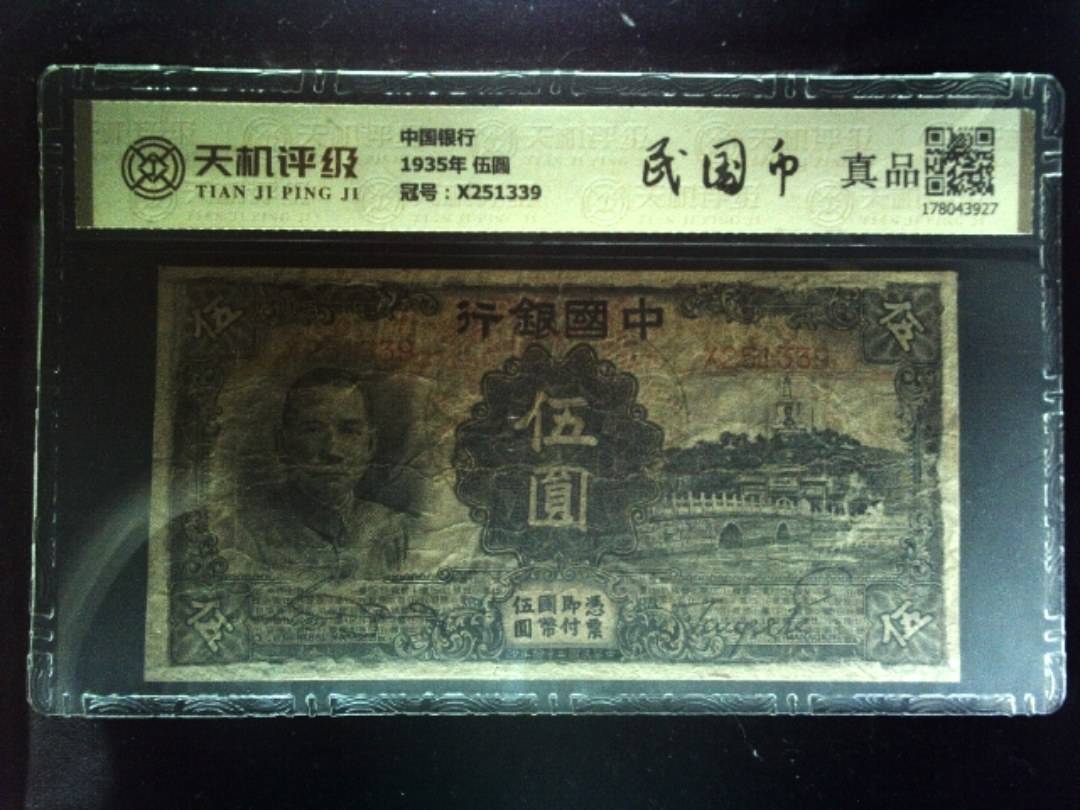 天机评级
TIAN JI PING JI
中国银行
1935年 伍圆
冠号：X251339
民国币
真品
178043927
行銀國中
伍
伍
X251339
伍
圓
憑票
即付
國幣
伍圓
伍
伍